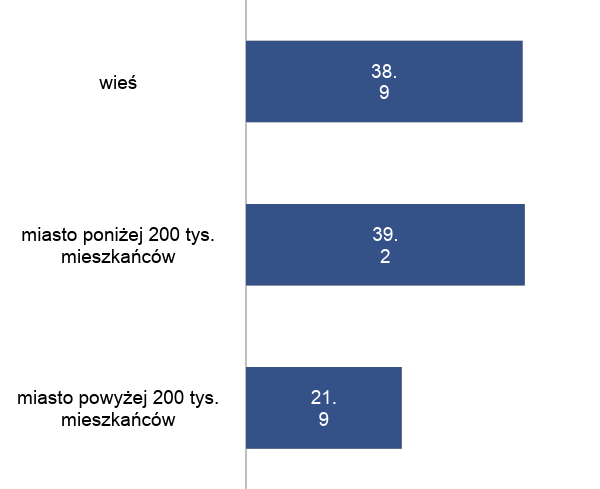 wieś
38.
9
miasto poniżej 200 tys.
mieszkańców
39.
2
miasto powyżej 200 tys.
mieszkańców
21.
9